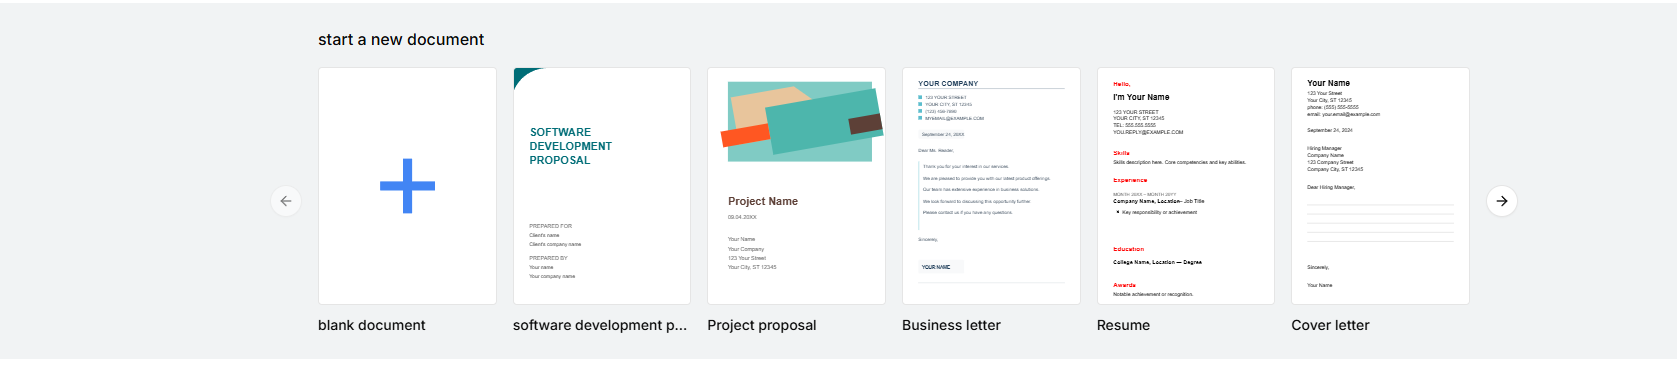 start a new document
SOFTWARE
DEVELOPMENT
PROPOSAL
PREPARED FOR
Client's name
Client's company name
PREPARED BY
Your name
Your company name
Project Name
09.04.20XX
Your Name
Your Company
123 Your Street
Your City, ST 12345
YOUR COMPANY
123 YOUR STREET
YOUR CITY, ST 12345
(123) 456-7890
MYEMAIL@EXAMPLE.COM
September 24, 20XX
Dear Ms. Reader,
Thank you for your interest in our services.
We are pleased to provide you with our latest product offerings.
Our team has extensive experience in business solutions.
We look forward to discussing this opportunity further.
Please contact us if you have any questions.
Sincerely,
YOUR NAME
Hello,
I'm Your Name
123 YOUR STREET
YOUR CITY, ST 12345
TEL: 555.555.5555
YOU.REPLY@EXAMPLE.COM
Skills
Skills description here. Core competencies and key abilities.
Experience
MONTH 20XX – MONTH 20YY
Company Name, Location– Job Title
Key responsibility or achievement
Education
College Name, Location — Degree
Awards
Notable achievement or recognition.
Your Name
123 Your Street
Your City, ST 12345
phone: (555) 555-5555
email: your.email@example.com
September 24, 2024
Hiring Manager
Company Name
123 Company Street
Company City, ST 12345
Dear Hiring Manager,
Sincerely,
Your Name
blank document
software development p...
Project proposal
Business letter
Resume
Cover letter